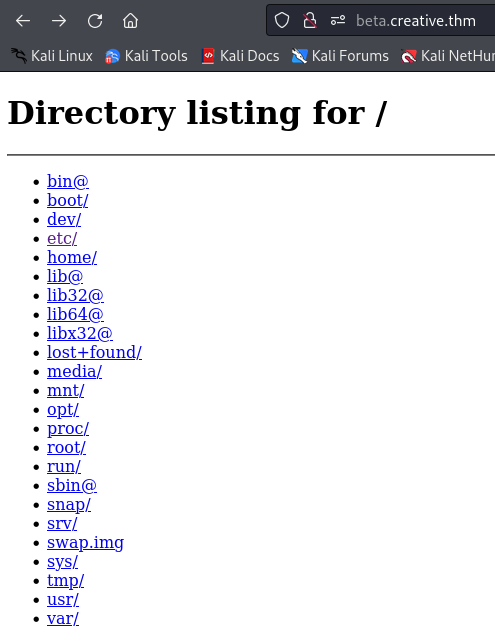 beta.creative.thm
Kali Linux Kali Tools Kali Docs Kali Forums Kali NetHun
Directory listing for /
bin@
boot/
dev/
etc/
home/
lib@
lib32@
lib64@
libx32@
lost+found/
media/
mnt/
opt/
proc/
root/
run/
sbin@
snap/
srv/
swap.img
sys/
tmp/
usr/
var/